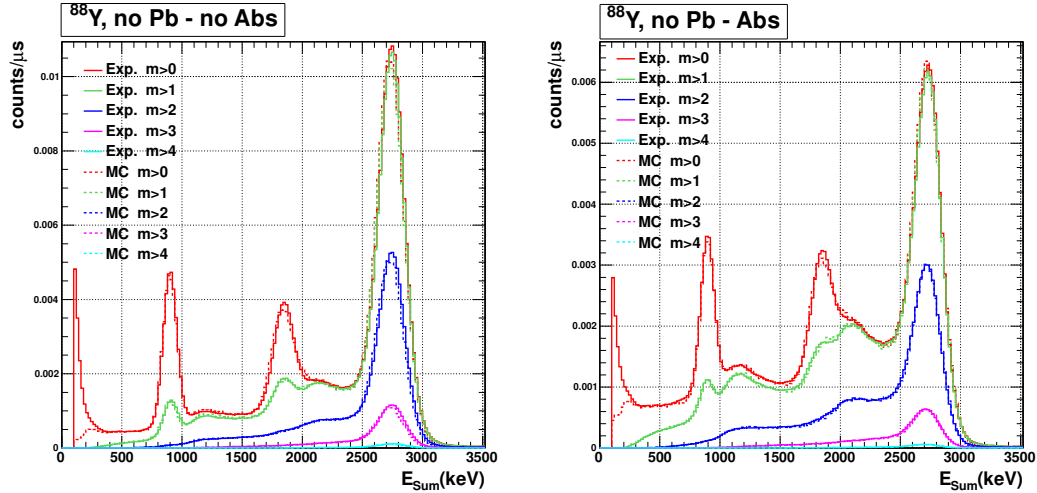 ⁸⁸Y, no Pb - no Abs
counts/μs
0.01
0.008
0.006
0.004
0.002
0
Exp. m>0
Exp. m>1
Exp. m>2
Exp. m>3
Exp. m>4
MC m>0
MC m>1
MC m>2
MC m>3
MC m>4
0 500 1000 1500 2000 2500 3000 3500
E_Sum(keV)
⁸⁸Y, no Pb - Abs
counts/μs
0.006
0.005
0.004
0.003
0.002
0.001
0
Exp. m>0
Exp. m>1
Exp. m>2
Exp. m>3
Exp. m>4
MC m>0
MC m>1
MC m>2
MC m>3
MC m>4
0 500 1000 1500 2000 2500 3000 3500
E_Sum(keV)